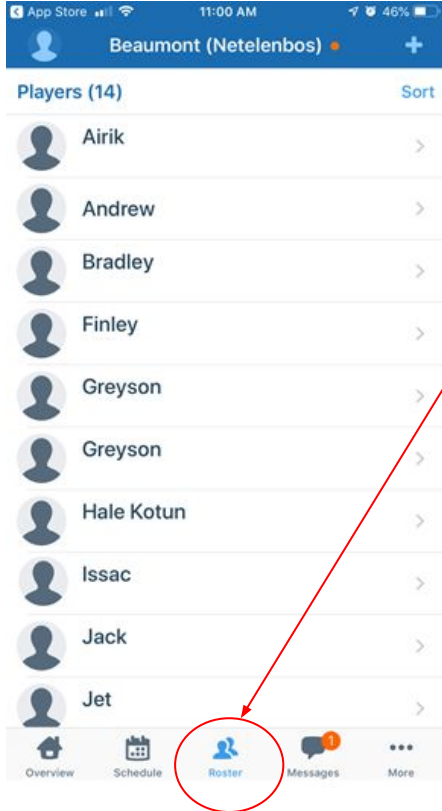 App Store 11:00 AM 46%
Beaumont (Netelenbos) +
Players (14) Sort
Airik
Andrew
Bradley
Finley
Greyson
Greyson
Hale Kotun
Issac
Jack
Jet
1
Overview Schedule Roster Messages More